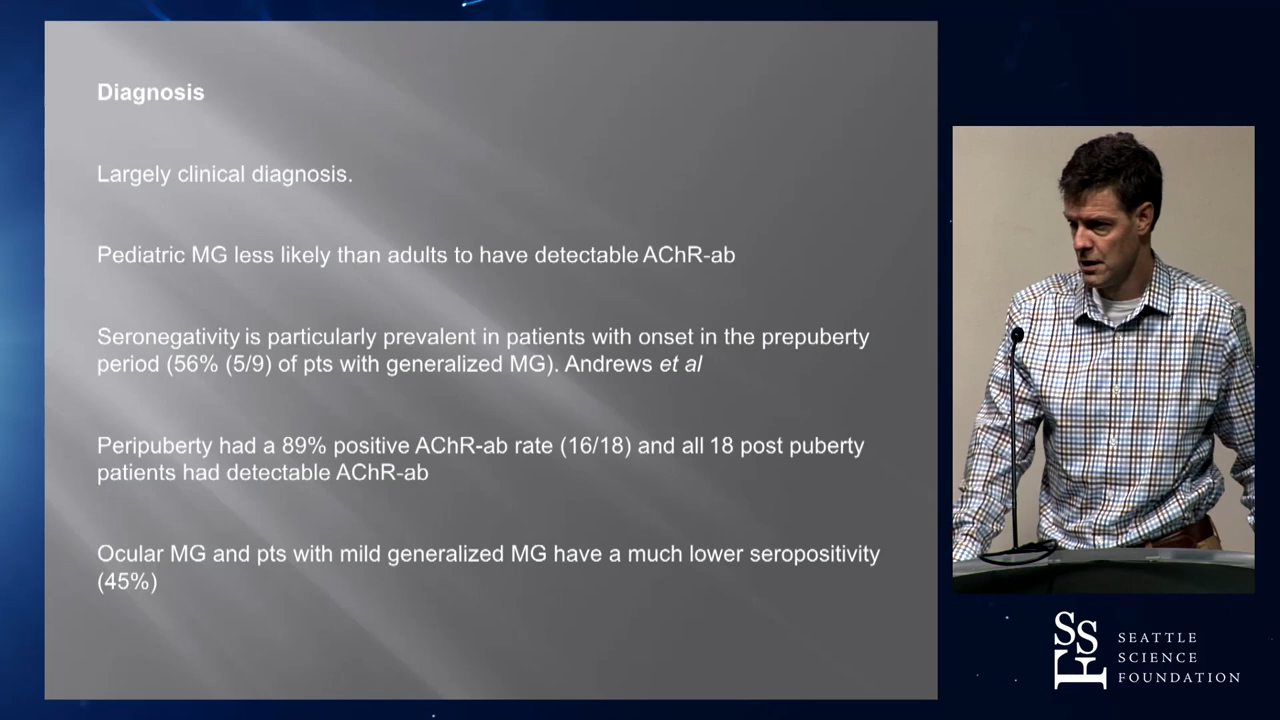 Diagnosis
Largely clinical diagnosis.
Pediatric MG less likely than adults to have detectable AChR-ab
Seronegativity is particularly prevalent in patients with onset in the prepuberty
period (56% (5/9) of pts with generalized MG). Andrews et al
Peripuberty had a 89% positive AChR-ab rate (16/18) and all 18 post puberty
patients had detectable AChR-ab
Ocular MG and pts with mild generalized MG have a much lower seropositivity
(45%)
SSF
SEATTLE
SCIENCE
FOUNDATION